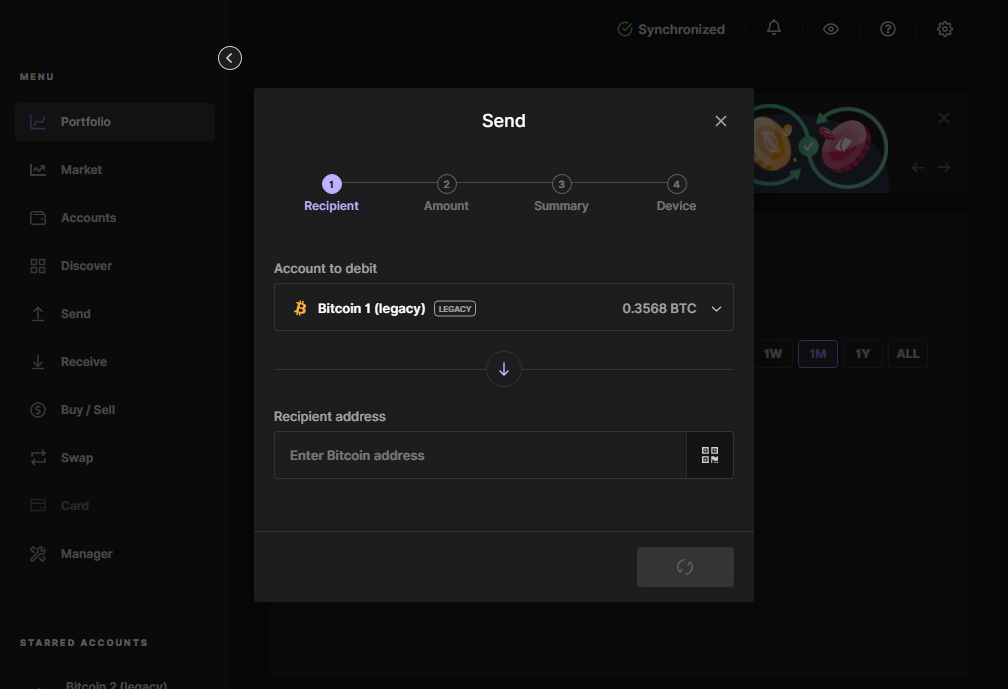 Synchronized
MENU
Portfolio
Market
Accounts
Discover
Send
Receive
Buy / Sell
Swap
Card
Manager
STARRED ACCOUNTS
Bitcoin 2 (legacy)
Send
1 2 3 4
Recipient Amount Summary Device
Account to debit
Bitcoin 1 (legacy) LEGACY 0.3568 BTC
Recipient address
Enter Bitcoin address
1W 1M 1Y ALL